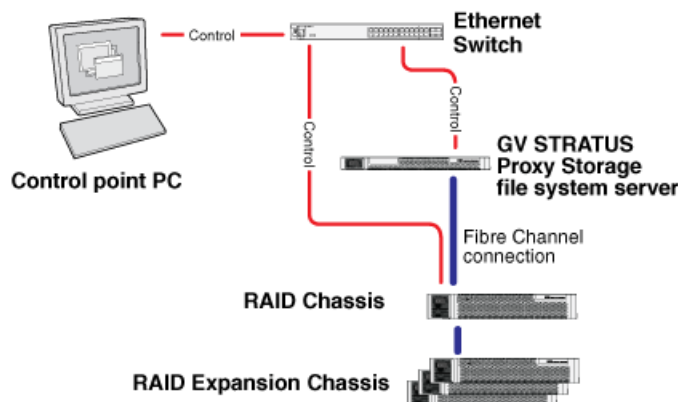 Control
Ethernet
Switch
Control
Control
GV STRATUS
Proxy Storage
file system server
Control point PC
Fibre Channel
connection
RAID Chassis
RAID Expansion Chassis